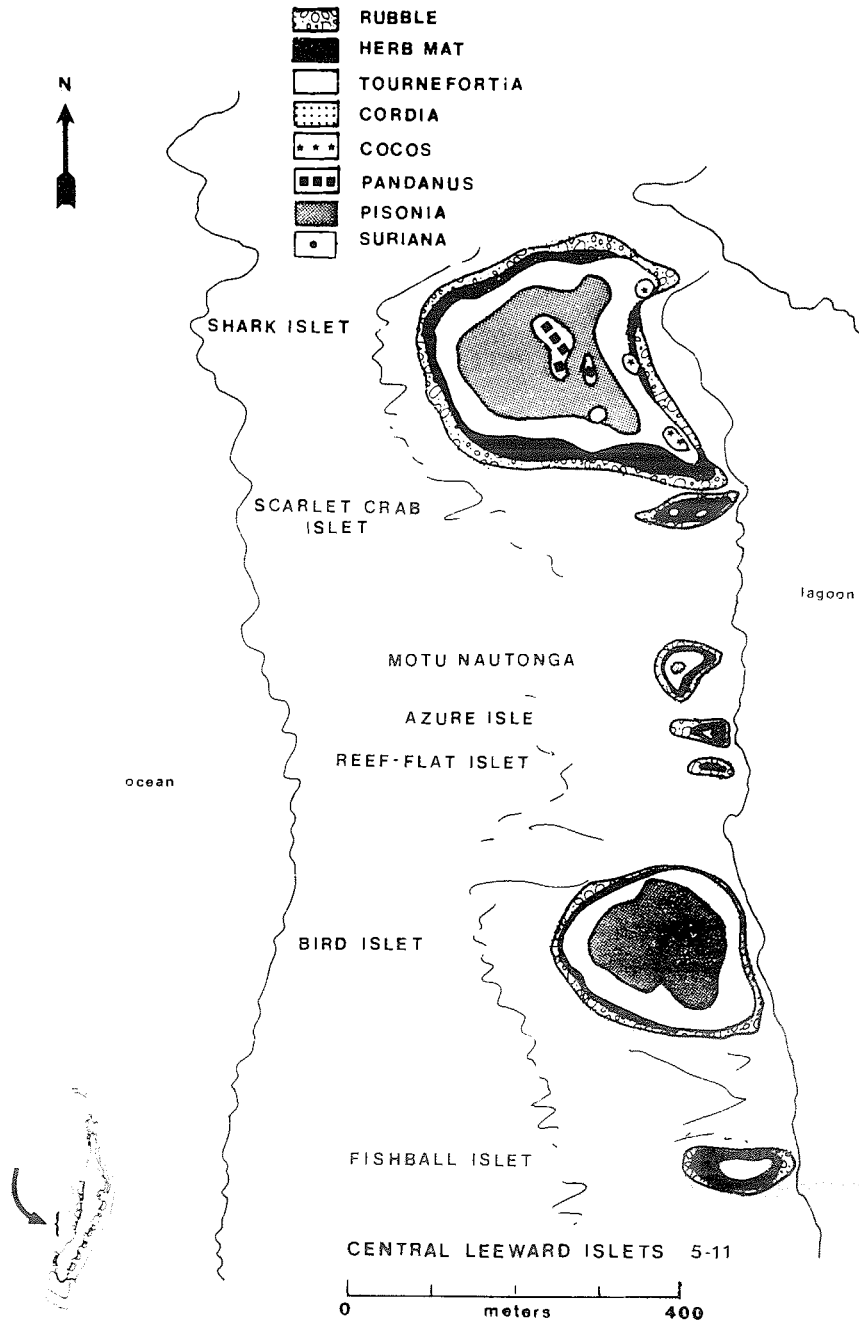 RUBBLE
HERB MAT
TOURNEFORTiA
CORDIA
COCOS
PANDANUS
PISONIA
SURIANA
N
SHARK ISLET
SCARLET CRAB
ISLET
lagoon
MOTU NAUTONGA
AZURE ISLE
REEF-FLAT ISLET
ocean
BIRD ISLET
FISHBALL ISLET
CENTRAL LEEWARD ISLETS 5-11
0 meters 400